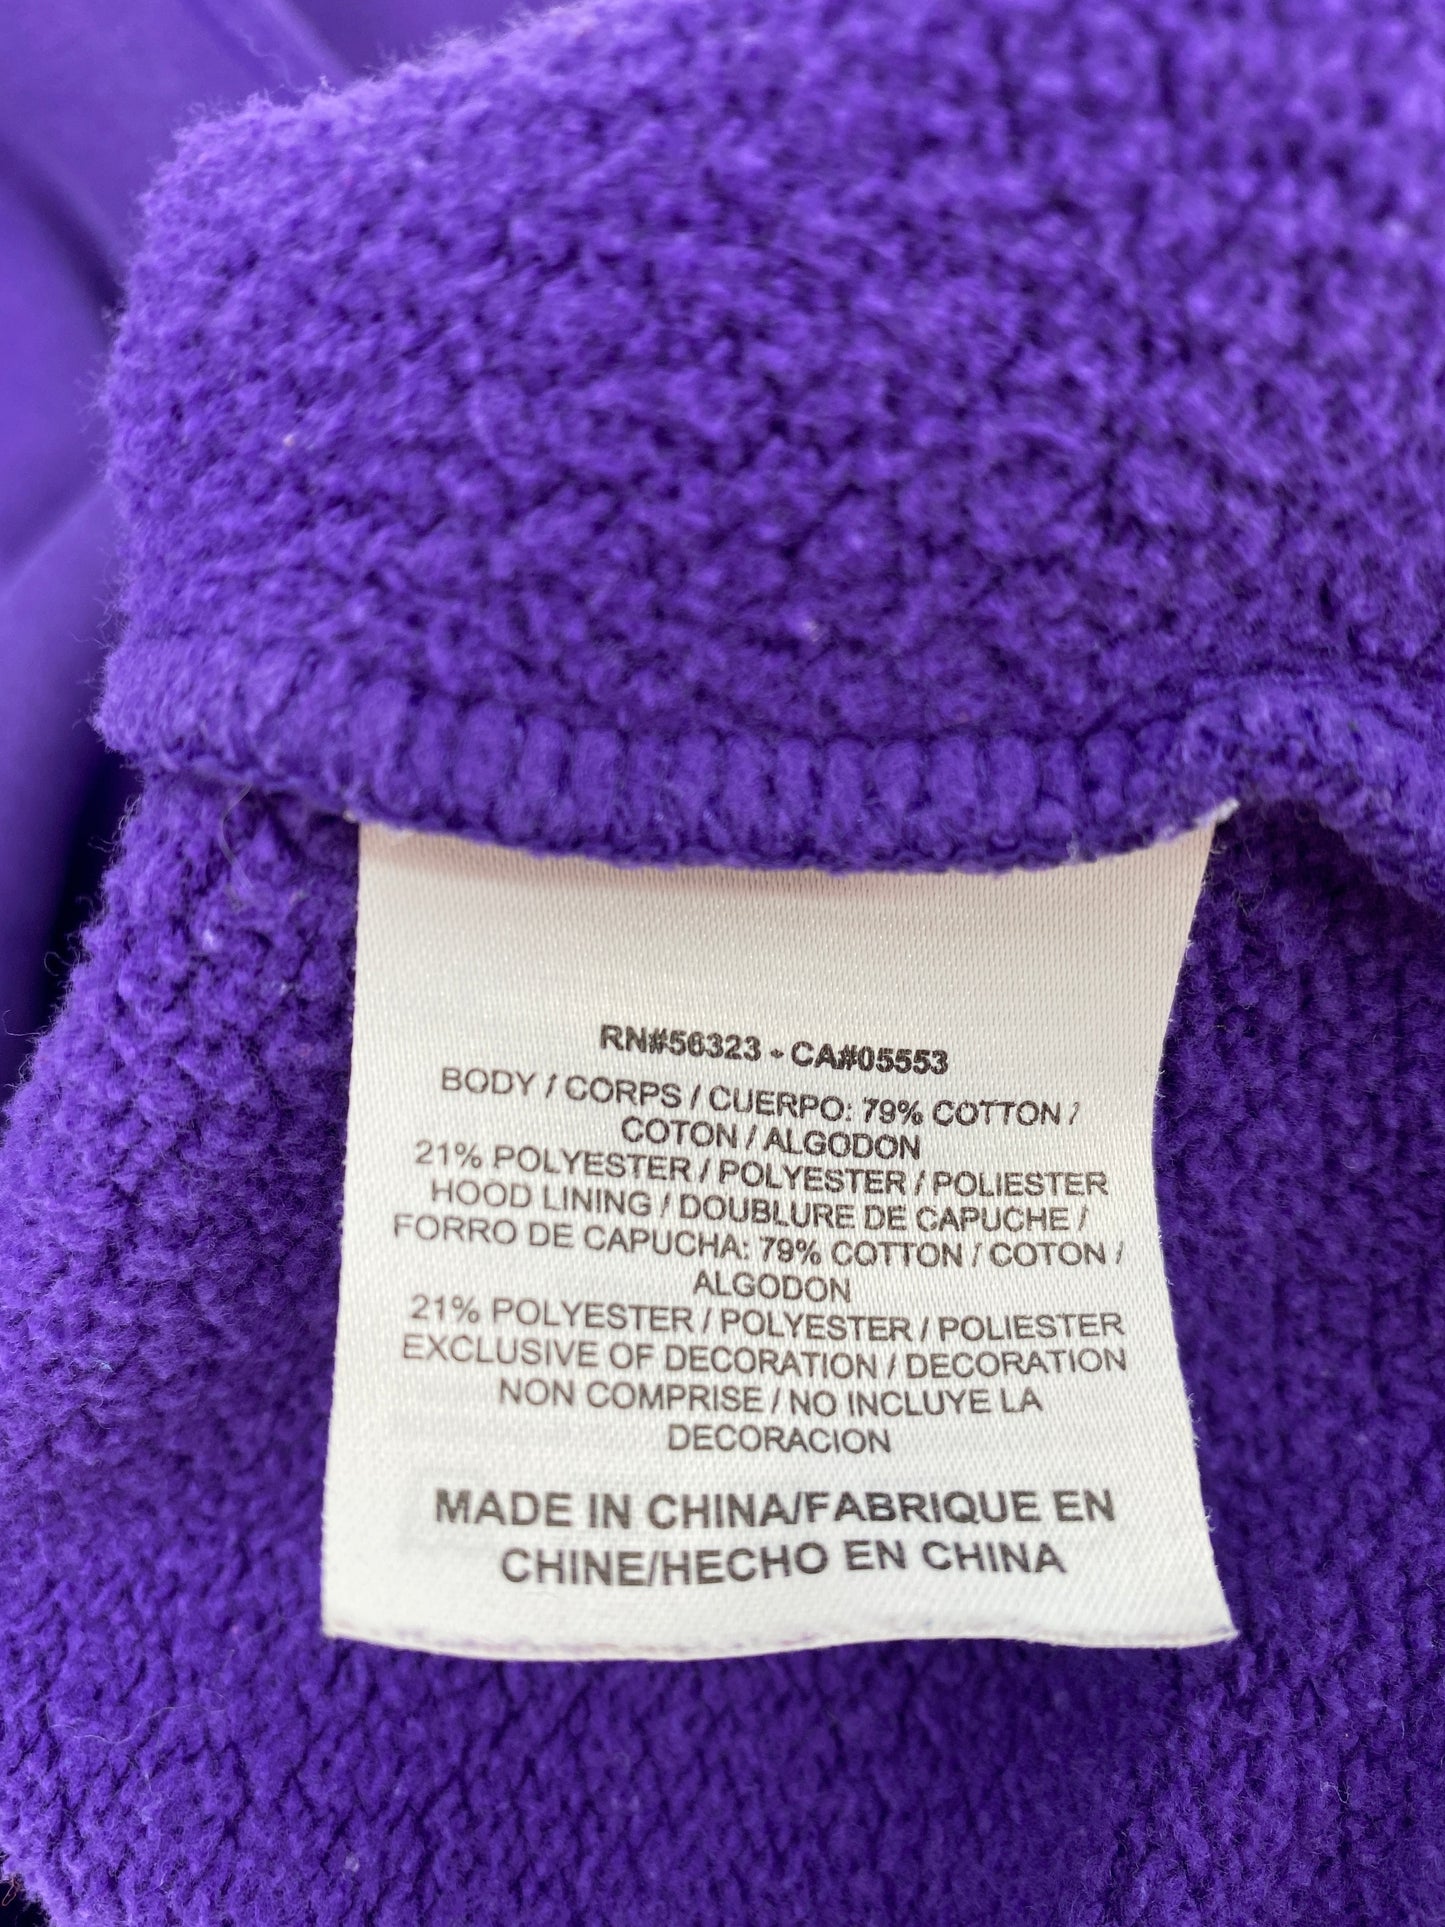 RN#56323 - CA#05553
BODY / CORPS / CUERPO: 79% COTTON /
COTON / ALGODON
21% POLYESTER / POLYESTER / POLIESTER
HOOD LINING / DOUBLURE DE CAPUCHE /
FORRO DE CAPUCHA: 79% COTTON / COTON /
ALGODON
21% POLYESTER / POLYESTER / POLIESTER
EXCLUSIVE OF DECORATION / DECORATION
NON COMPRISE / NO INCLUYE LA
DECORACION
MADE IN CHINA/FABRIQUE EN
CHINE/HECHO EN CHINA